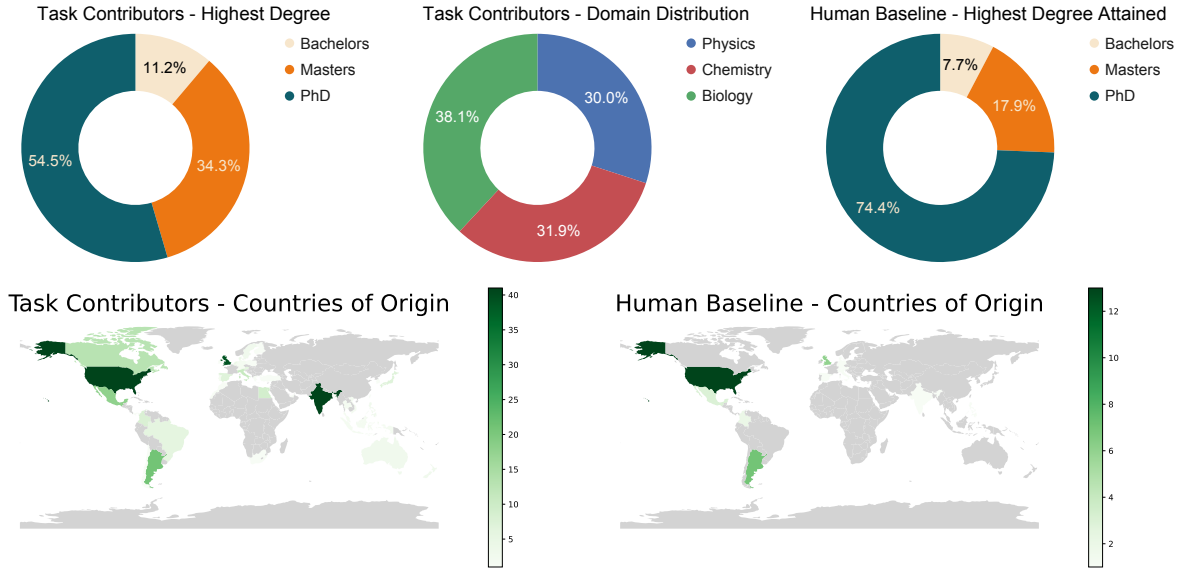 Task Contributors - Highest Degree
Bachelors
Masters
PhD
11.2%
34.3%
54.5%
Task Contributors - Domain Distribution
Physics
Chemistry
Biology
30.0%
31.9%
38.1%
Human Baseline - Highest Degree Attained
Bachelors
Masters
PhD
7.7%
17.9%
74.4%
Task Contributors - Countries of Origin
40
35
30
25
20
15
10
5
Human Baseline - Countries of Origin
12
10
8
6
4
2